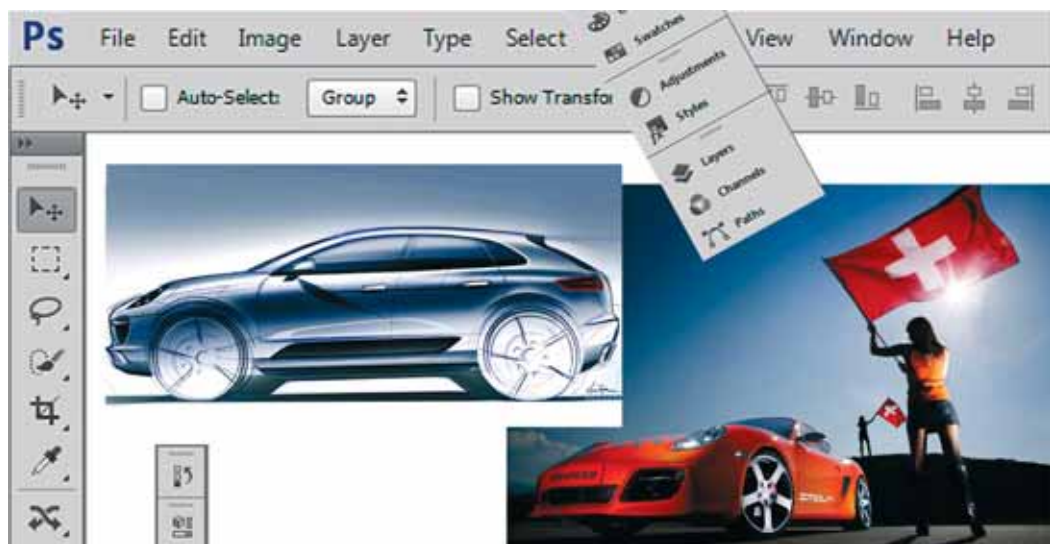 Ps File Edit Image Layer Type Select View Window Help
Auto-Select: Group Show Transfo
Swatches
Adjustments
Styles
Layers
Channels
Paths